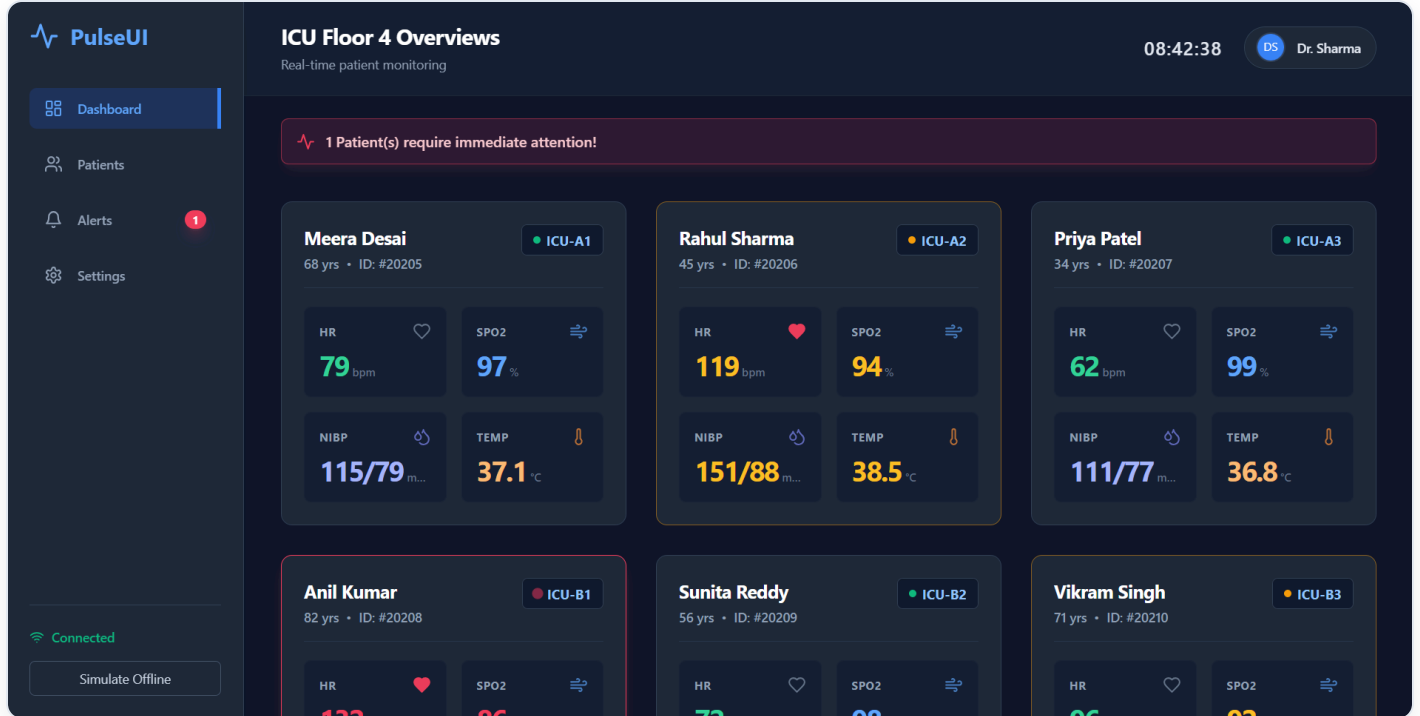 PulseUI
Dashboard
Patients
Alerts 1
Settings
Connected
Simulate Offline
ICU Floor 4 Overviews
Real-time patient monitoring
08:42:38
DS Dr. Sharma
1 Patient(s) require immediate attention!
Meera Desai
ICU-A1
68 yrs • ID: #20205
HR
79 bpm
SPO2
97 %
NIBP
115/79 m...
TEMP
37.1 °C
Rahul Sharma
ICU-A2
45 yrs • ID: #20206
HR
119 bpm
SPO2
94 %
NIBP
151/88 m...
TEMP
38.5 °C
Priya Patel
ICU-A3
34 yrs • ID: #20207
HR
62 bpm
SPO2
99 %
NIBP
111/77 m...
TEMP
36.8 °C
Anil Kumar
ICU-B1
82 yrs • ID: #20208
HR
SPO2
Sunita Reddy
ICU-B2
56 yrs • ID: #20209
HR
SPO2
Vikram Singh
ICU-B3
71 yrs • ID: #20210
HR
SPO2